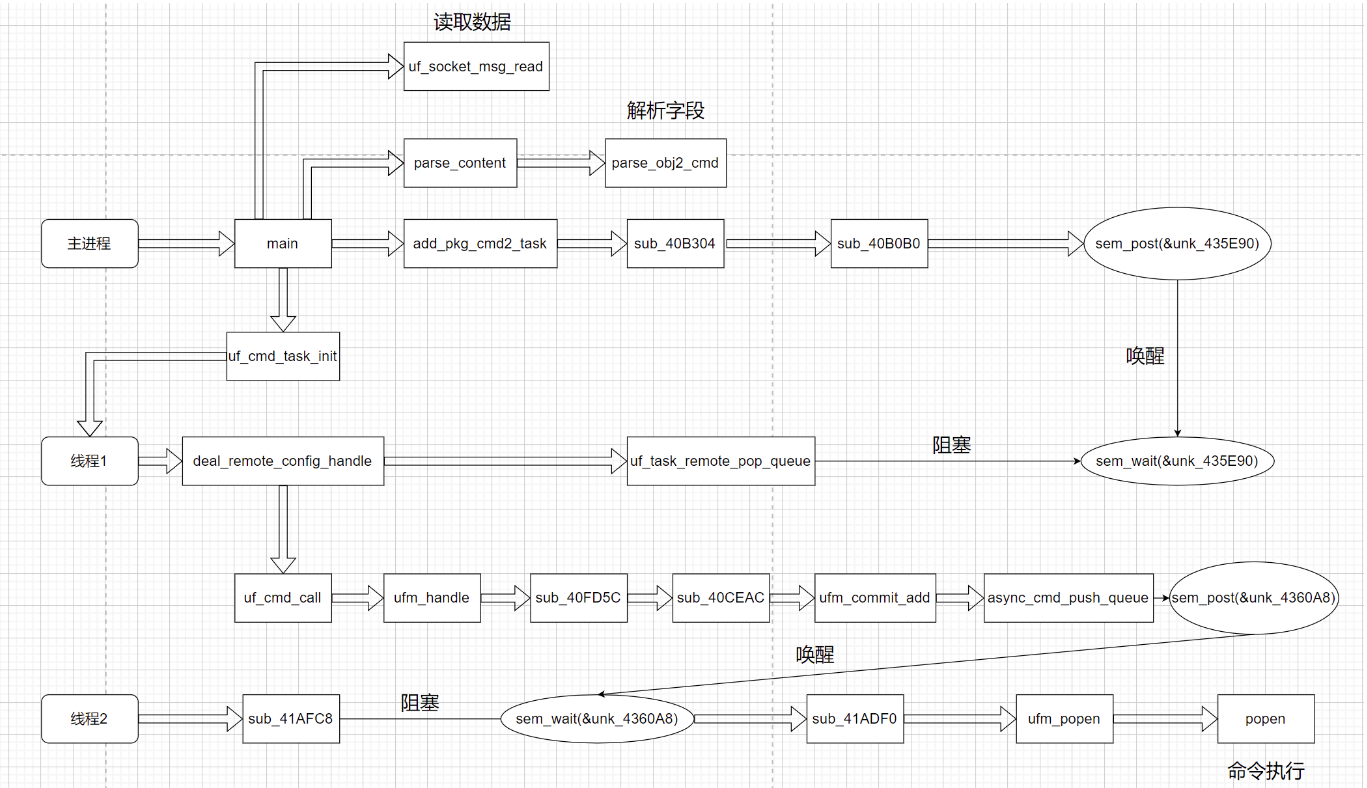 读取数据
uf_socket_msg_read
解析字段
parse_content
parse_obj2_cmd
主进程
main
add_pkg_cmd2_task
sub_40B304
sub_40B0B0
sem_post(&unk_435E90)
uf_cmd_task_init
唤醒
线程1
deal_remote_config_handle
uf_task_remote_pop_queue
阻塞
sem_wait(&unk_435E90)
uf_cmd_call
ufm_handle
sub_40FD5C
sub_40CEAC
ufm_commit_add
async_cmd_push_queue
sem_post(&unk_4360A8)
唤醒
线程2
sub_41AFC8
阻塞
sem_wait(&unk_4360A8)
sub_41ADF0
ufm_popen
popen
命令执行